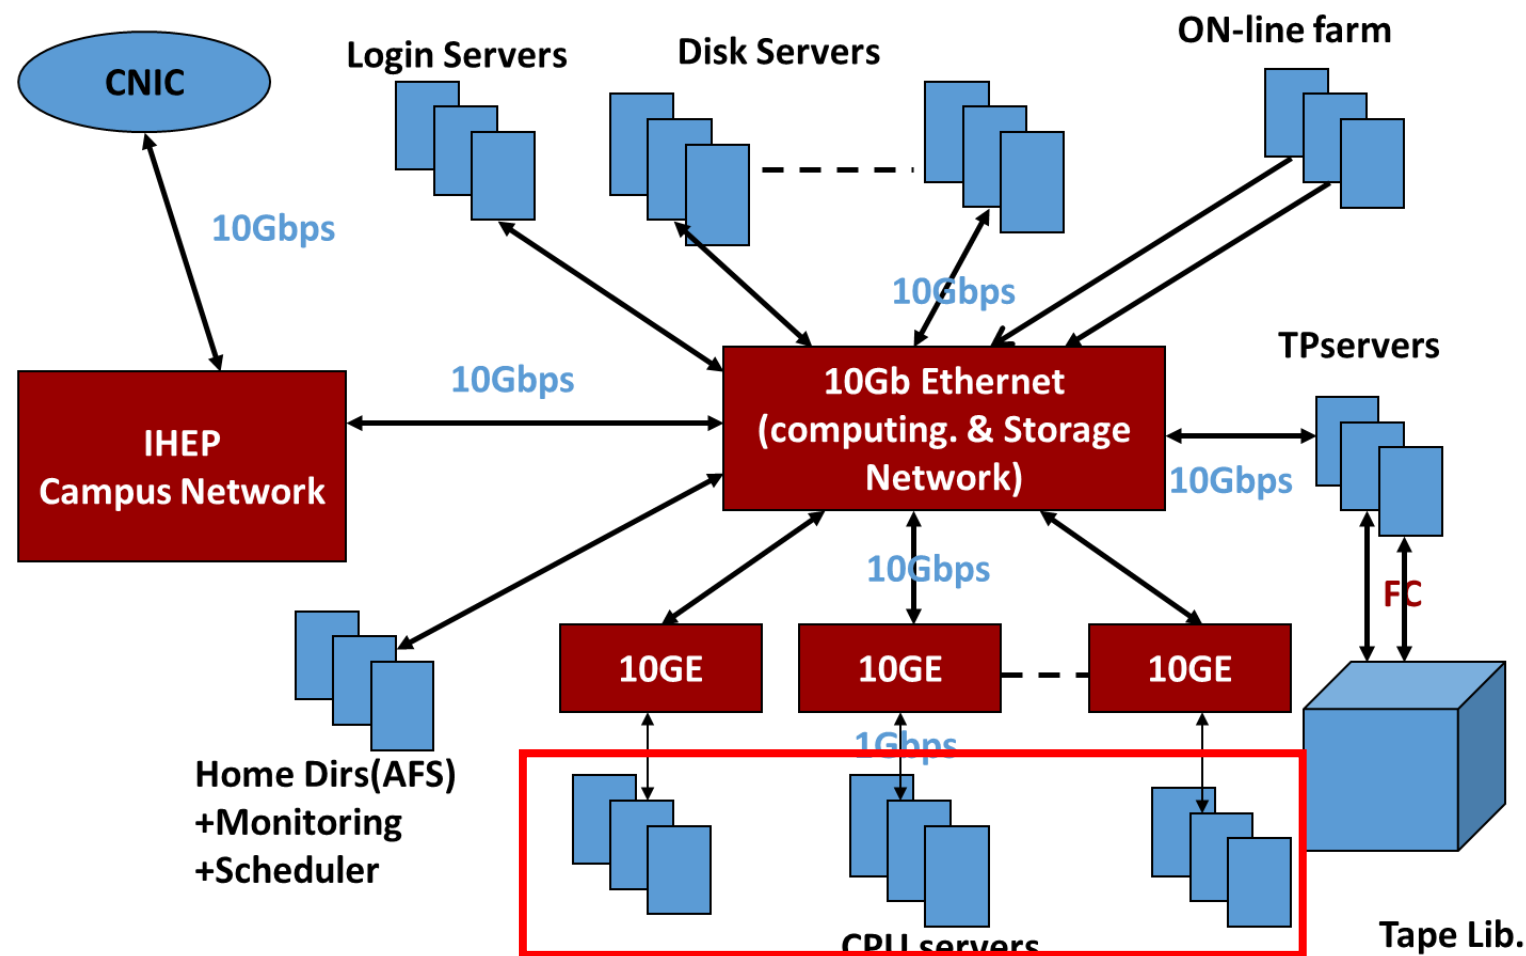 ON-line farm
Login Servers
Disk Servers
CNIC
10Gbps
10Gbps
TPservers
10Gbps
10Gb Ethernet
(computing. & Storage
Network)
IHEP
Campus Network
10Gbps
10Gbps
FC
10GE
10GE
10GE
1Gbps
Home Dirs(AFS)
+Monitoring
+Scheduler
CPU servers
Tape Lib.